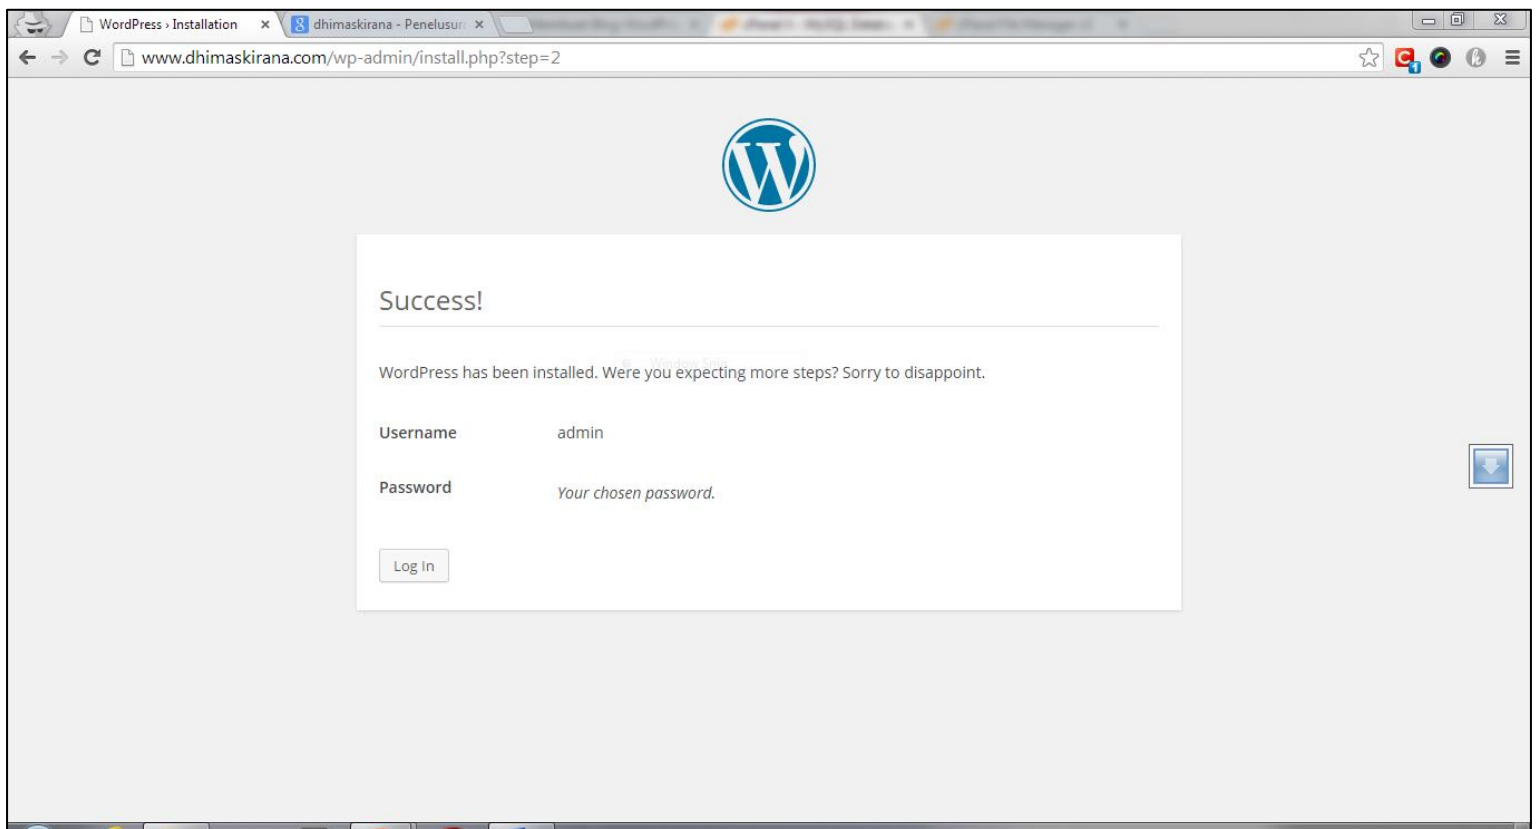 WordPress › Installation
dhimaskirana - Penelusur
www.dhimaskirana.com/wp-admin/install.php?step=2
1
Success!
WordPress has been installed. Were you expecting more steps? Sorry to disappoint.
Username admin
Password Your chosen password.
Log In